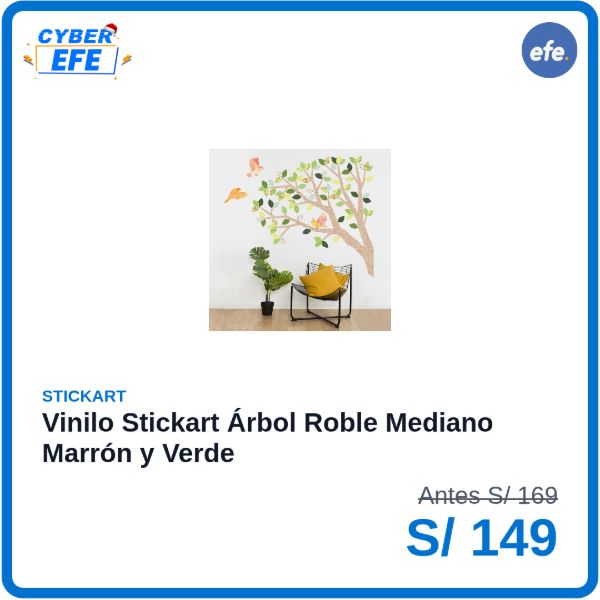 CYBER
EFE
efe.
STICKART
Vinilo Stickart Árbol Roble Mediano
Marrón y Verde
Antes S/ 169
S/ 149